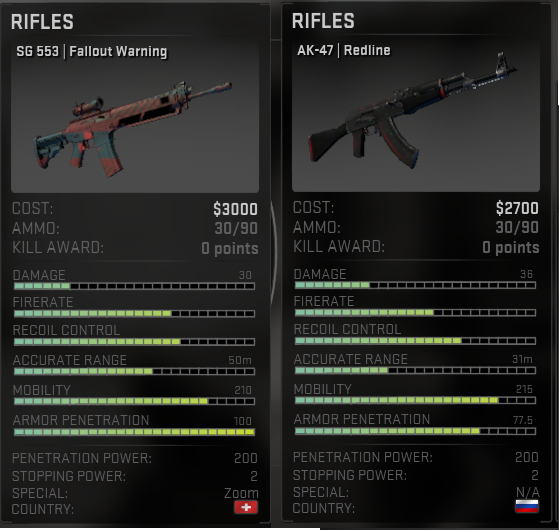 RIFLES
SG 553 | Fallout Warning
COST: $3000
AMMO: 30/90
KILL AWARD: 0 points
DAMAGE 30
FIRERATE
RECOIL CONTROL
ACCURATE RANGE 50m
MOBILITY 210
ARMOR PENETRATION 100
PENETRATION POWER: 200
STOPPING POWER: 2
SPECIAL: Zoom
COUNTRY:
RIFLES
AK-47 | Redline
COST: $2700
AMMO: 30/90
KILL AWARD: 0 points
DAMAGE 36
FIRERATE
RECOIL CONTROL
ACCURATE RANGE 31m
MOBILITY 215
ARMOR PENETRATION 77.5
PENETRATION POWER: 200
STOPPING POWER: 2
SPECIAL: N/A
COUNTRY: